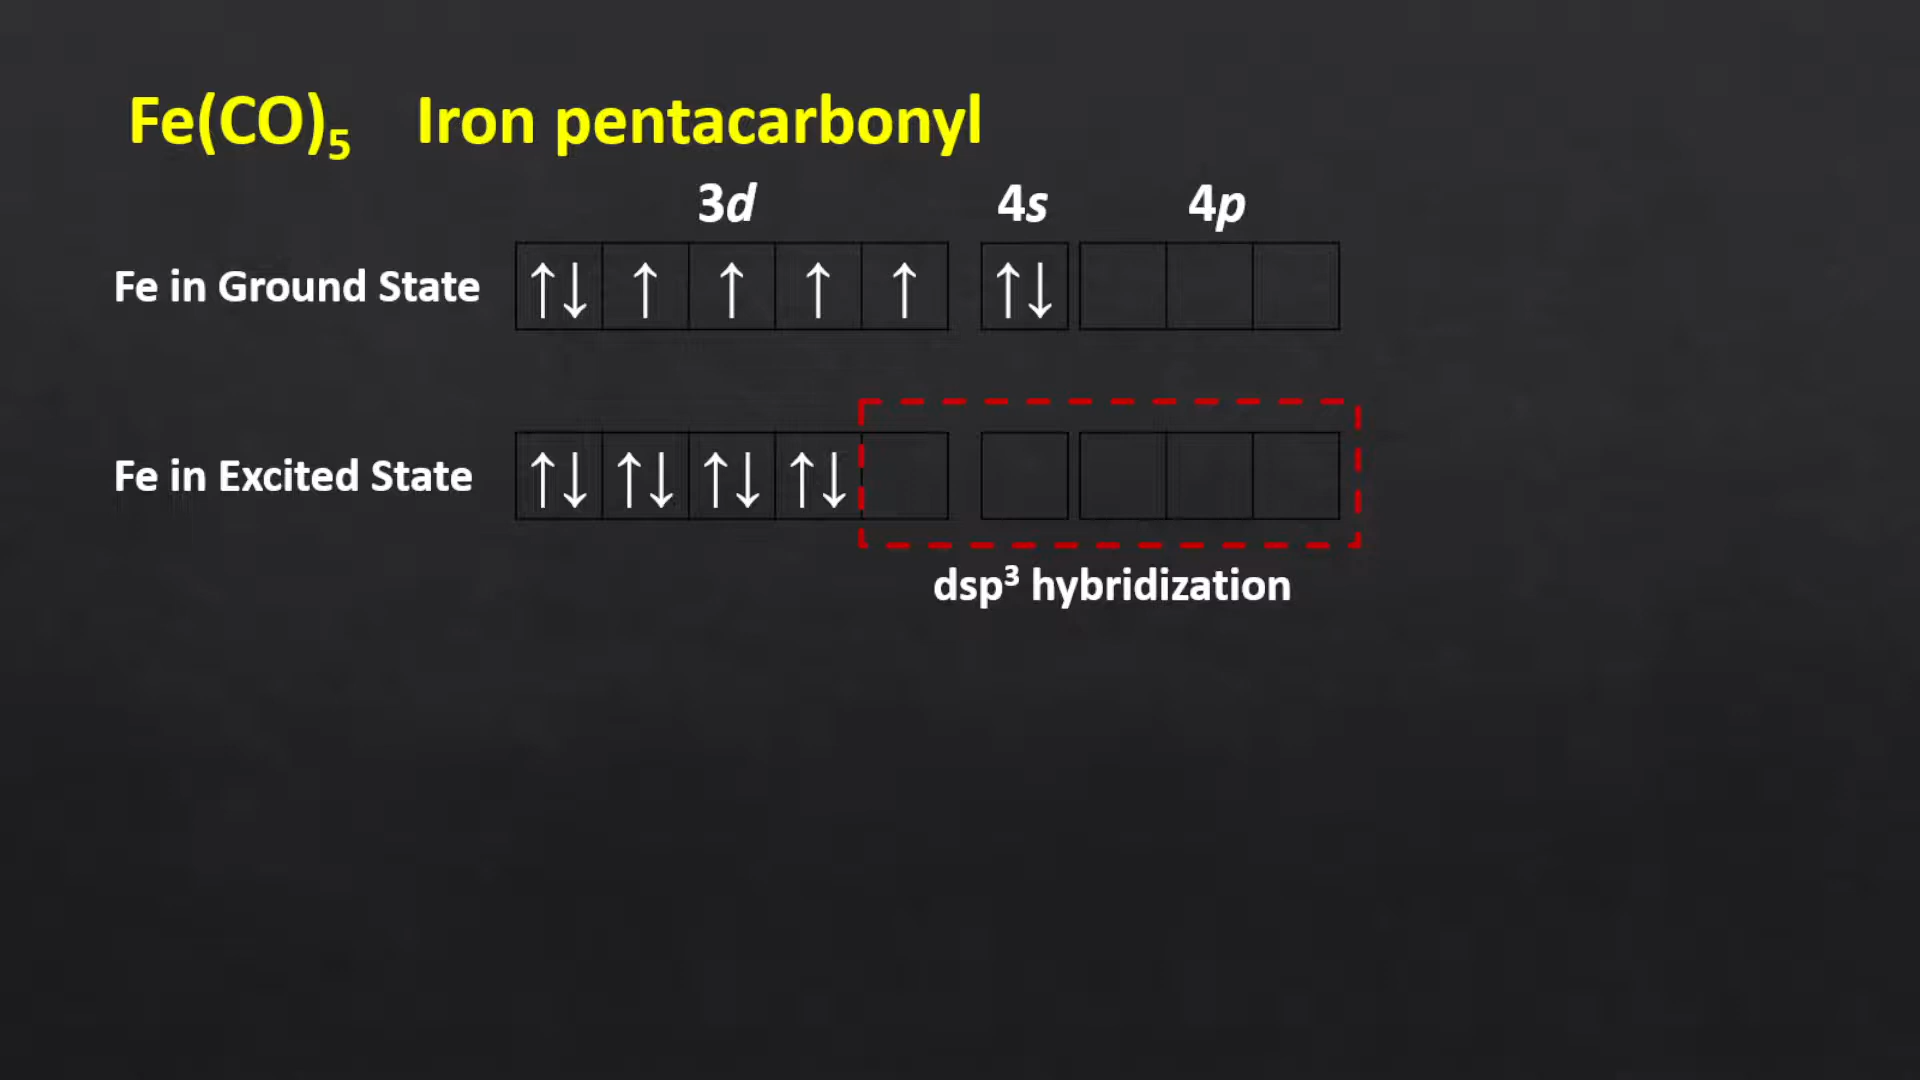 Fe(CO)₅ Iron pentacarbonyl
3d 4s 4p
Fe in Ground State ↑↓ ↑ ↑ ↑ ↑ ↑↓
Fe in Excited State ↑↓ ↑↓ ↑↓ ↑↓
dsp³ hybridization